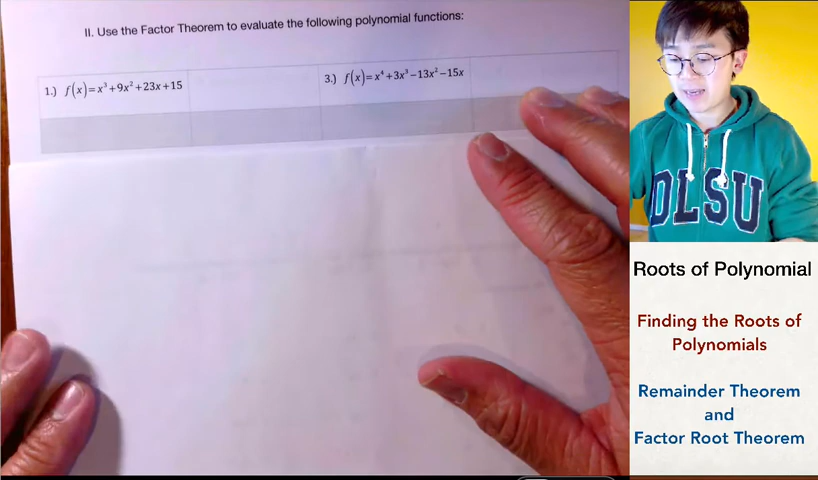 II. Use the Factor Theorem to evaluate the following polynomial functions:
1.) f(x)=x³+9x²+23x+15
3.) f(x)=x⁴+3x³−13x²−15x
DLSU
Roots of Polynomial
Finding the Roots of
Polynomials
Remainder Theorem
and
Factor Root Theorem